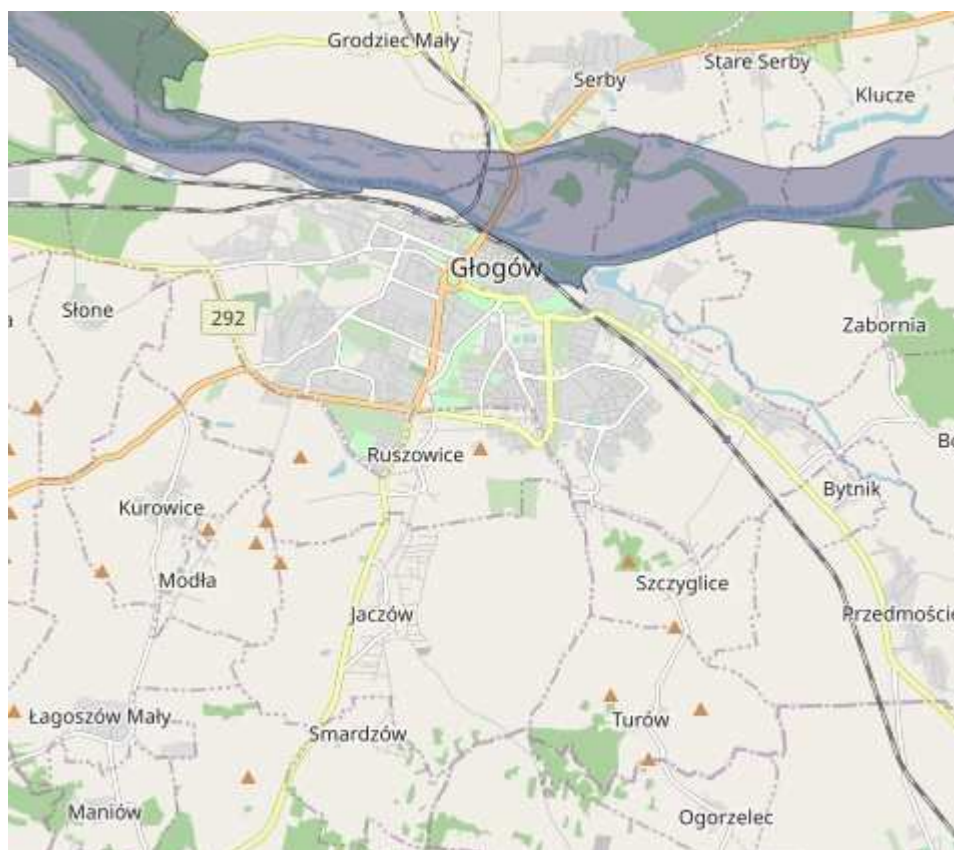 Grodziec Mały
Stare Serby
Serby
Klucze
Głogów
Słone
292
Zabornia
Ruszowice
Bytnik
Kurowice
Modła
Szczyglice
Jaczów
Przedmoście
Łagoszów Mały
Turów
Smardzów
Maniów
Ogorzelec